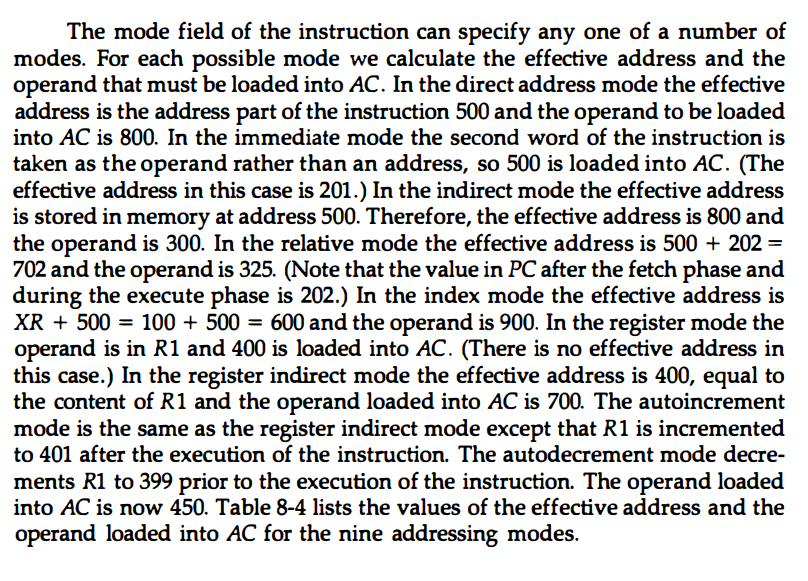 The mode field of the instruction can specify any one of a number of
modes. For each possible mode we calculate the effective address and the
operand that must be loaded into AC. In the direct address mode the effective
address is the address part of the instruction 500 and the operand to be loaded
into AC is 800. In the immediate mode the second word of the instruction is
taken as the operand rather than an address, so 500 is loaded into AC. (The
effective address in this case is 201.) In the indirect mode the effective address
is stored in memory at address 500. Therefore, the effective address is 800 and
the operand is 300. In the relative mode the effective address is 500 + 202 =
702 and the operand is 325. (Note that the value in PC after the fetch phase and
during the execute phase is 202.) In the index mode the effective address is
XR + 500 = 100 + 500 = 600 and the operand is 900. In the register mode the
operand is in R1 and 400 is loaded into AC. (There is no effective address in
this case.) In the register indirect mode the effective address is 400, equal to
the content of R1 and the operand loaded into AC is 700. The autoincrement
mode is the same as the register indirect mode except that R1 is incremented
to 401 after the execution of the instruction. The autodecrement mode decre-
ments R1 to 399 prior to the execution of the instruction. The operand loaded
into AC is now 450. Table 8-4 lists the values of the effective address and the
operand loaded into AC for the nine addressing modes.